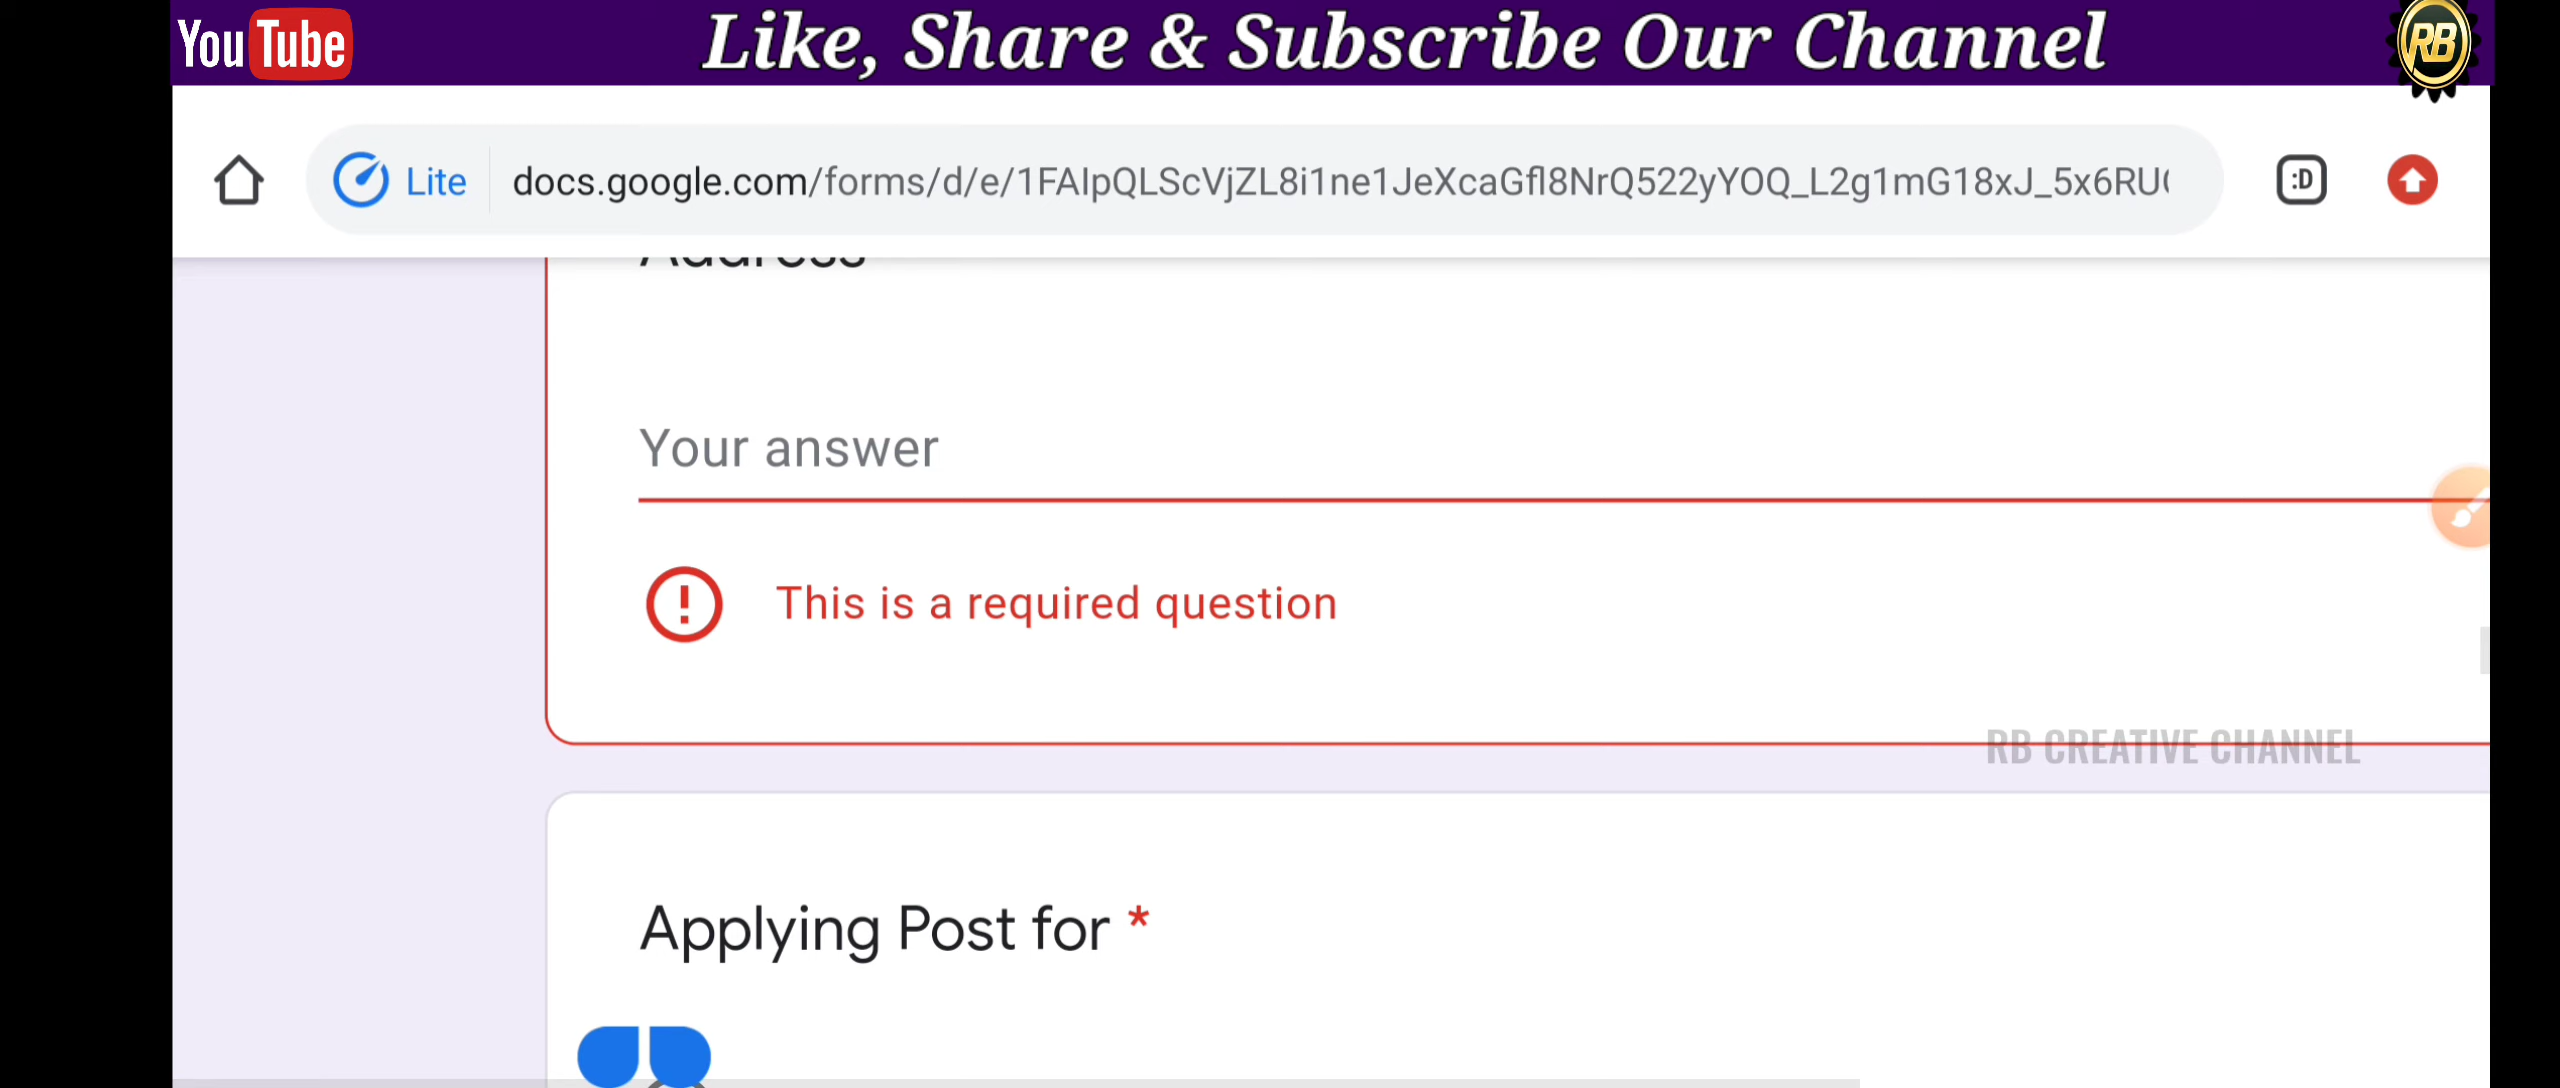 YouTube
Like, Share & Subscribe Our Channel
RB
Lite
docs.google.com/forms/d/e/1FAIpQLScVjZL8i1ne1JeXcaGfl8NrQ522yYOQ_L2g1mG18xJ_5x6RU
:D
Address
Your answer
This is a required question
RB CREATIVE CHANNEL
Applying Post for *